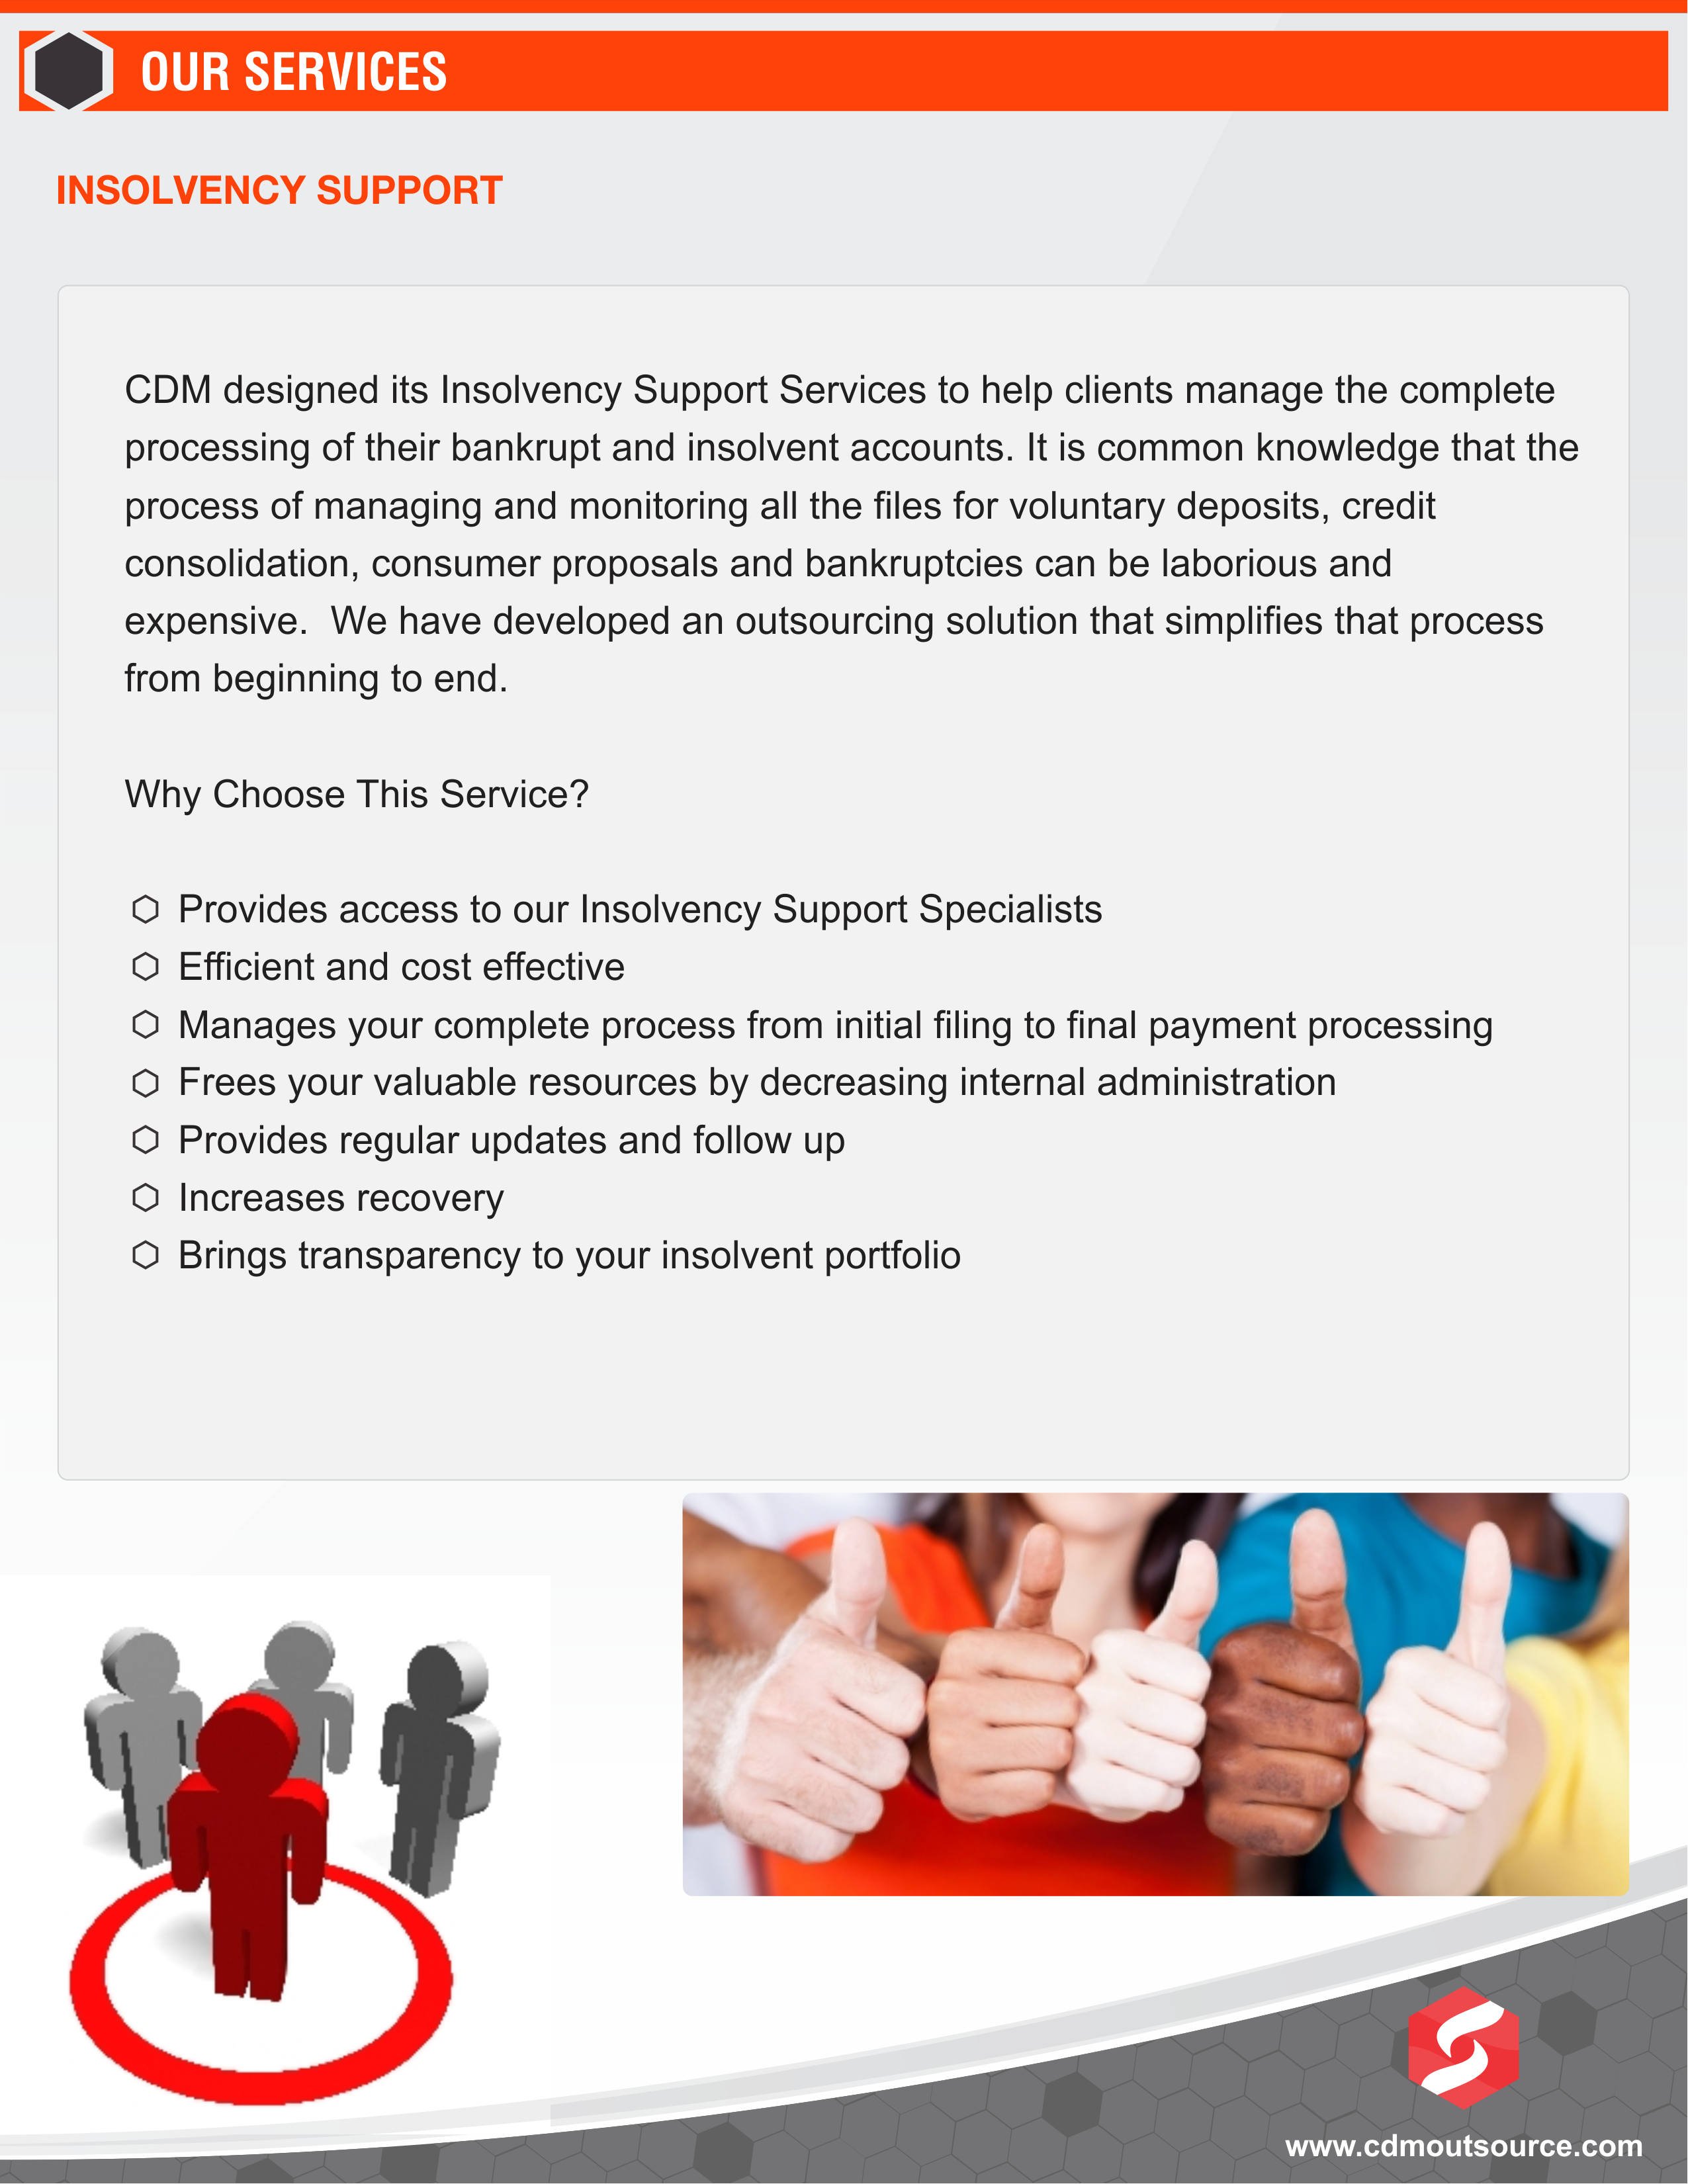 OUR SERVICES
INSOLVENCY SUPPORT
CDM designed its Insolvency Support Services to help clients manage the complete
processing of their bankrupt and insolvent accounts. It is common knowledge that the
process of managing and monitoring all the files for voluntary deposits, credit
consolidation, consumer proposals and bankruptcies can be laborious and
expensive.  We have developed an outsourcing solution that simplifies that process
from beginning to end.
Why Choose This Service?
Provides access to our Insolvency Support Specialists
Efficient and cost effective
Manages your complete process from initial filing to final payment processing
Frees your valuable resources by decreasing internal administration
Provides regular updates and follow up
Increases recovery
Brings transparency to your insolvent portfolio
www.cdmoutsource.com